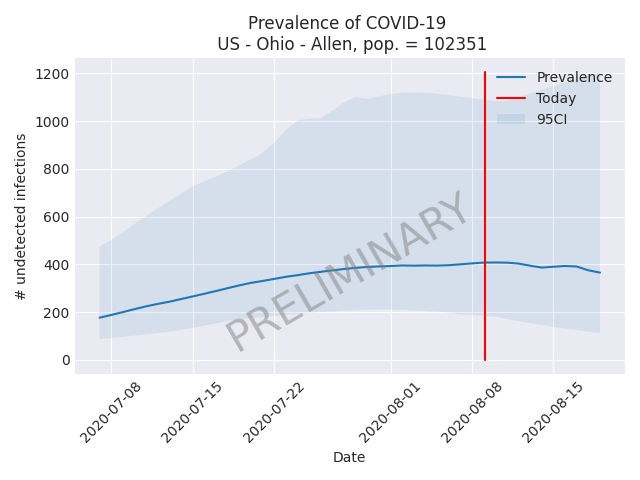 Prevalence of COVID-19
US - Ohio - Allen, pop. = 102351
1200
1000
800
600
400
200
0
# undetected infections
Prevalence
Today
95CI
PRELIMINARY
2020-07-08
2020-07-15
2020-07-22
2020-08-01
2020-08-08
2020-08-15
Date